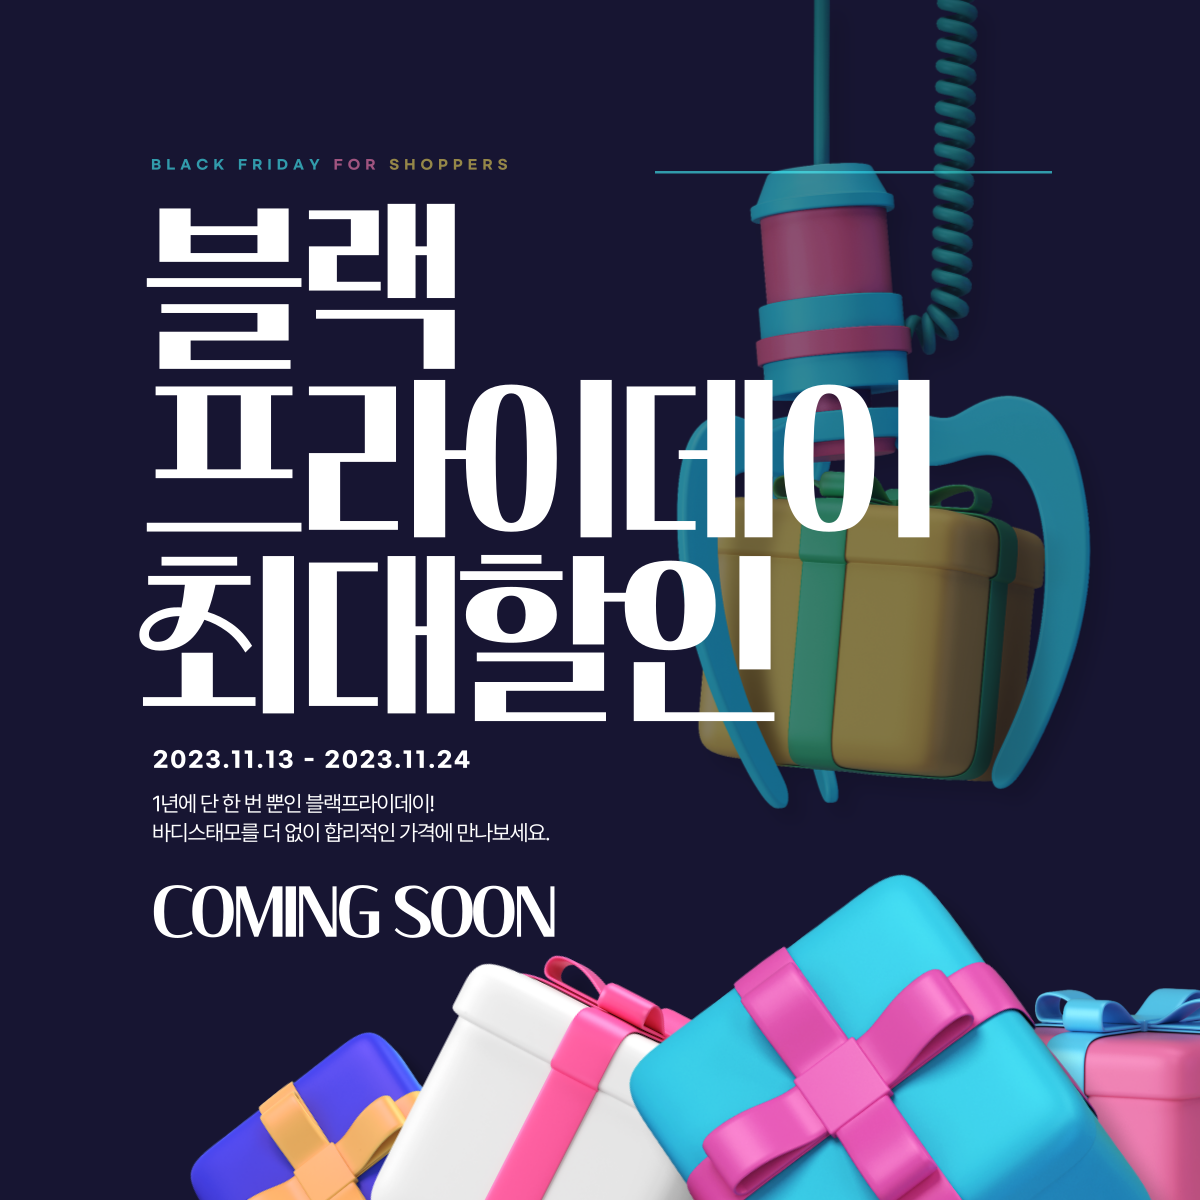 BLACK FRIDAY FOR SHOPPERS
블랙
프라이데이
최대할인
2023.11.13 - 2023.11.24
1년에 단 한 번 뿐인 블랙프라이데이!
바디스태모를 더 없이 합리적인 가격에 만나보세요.
COMING SOON